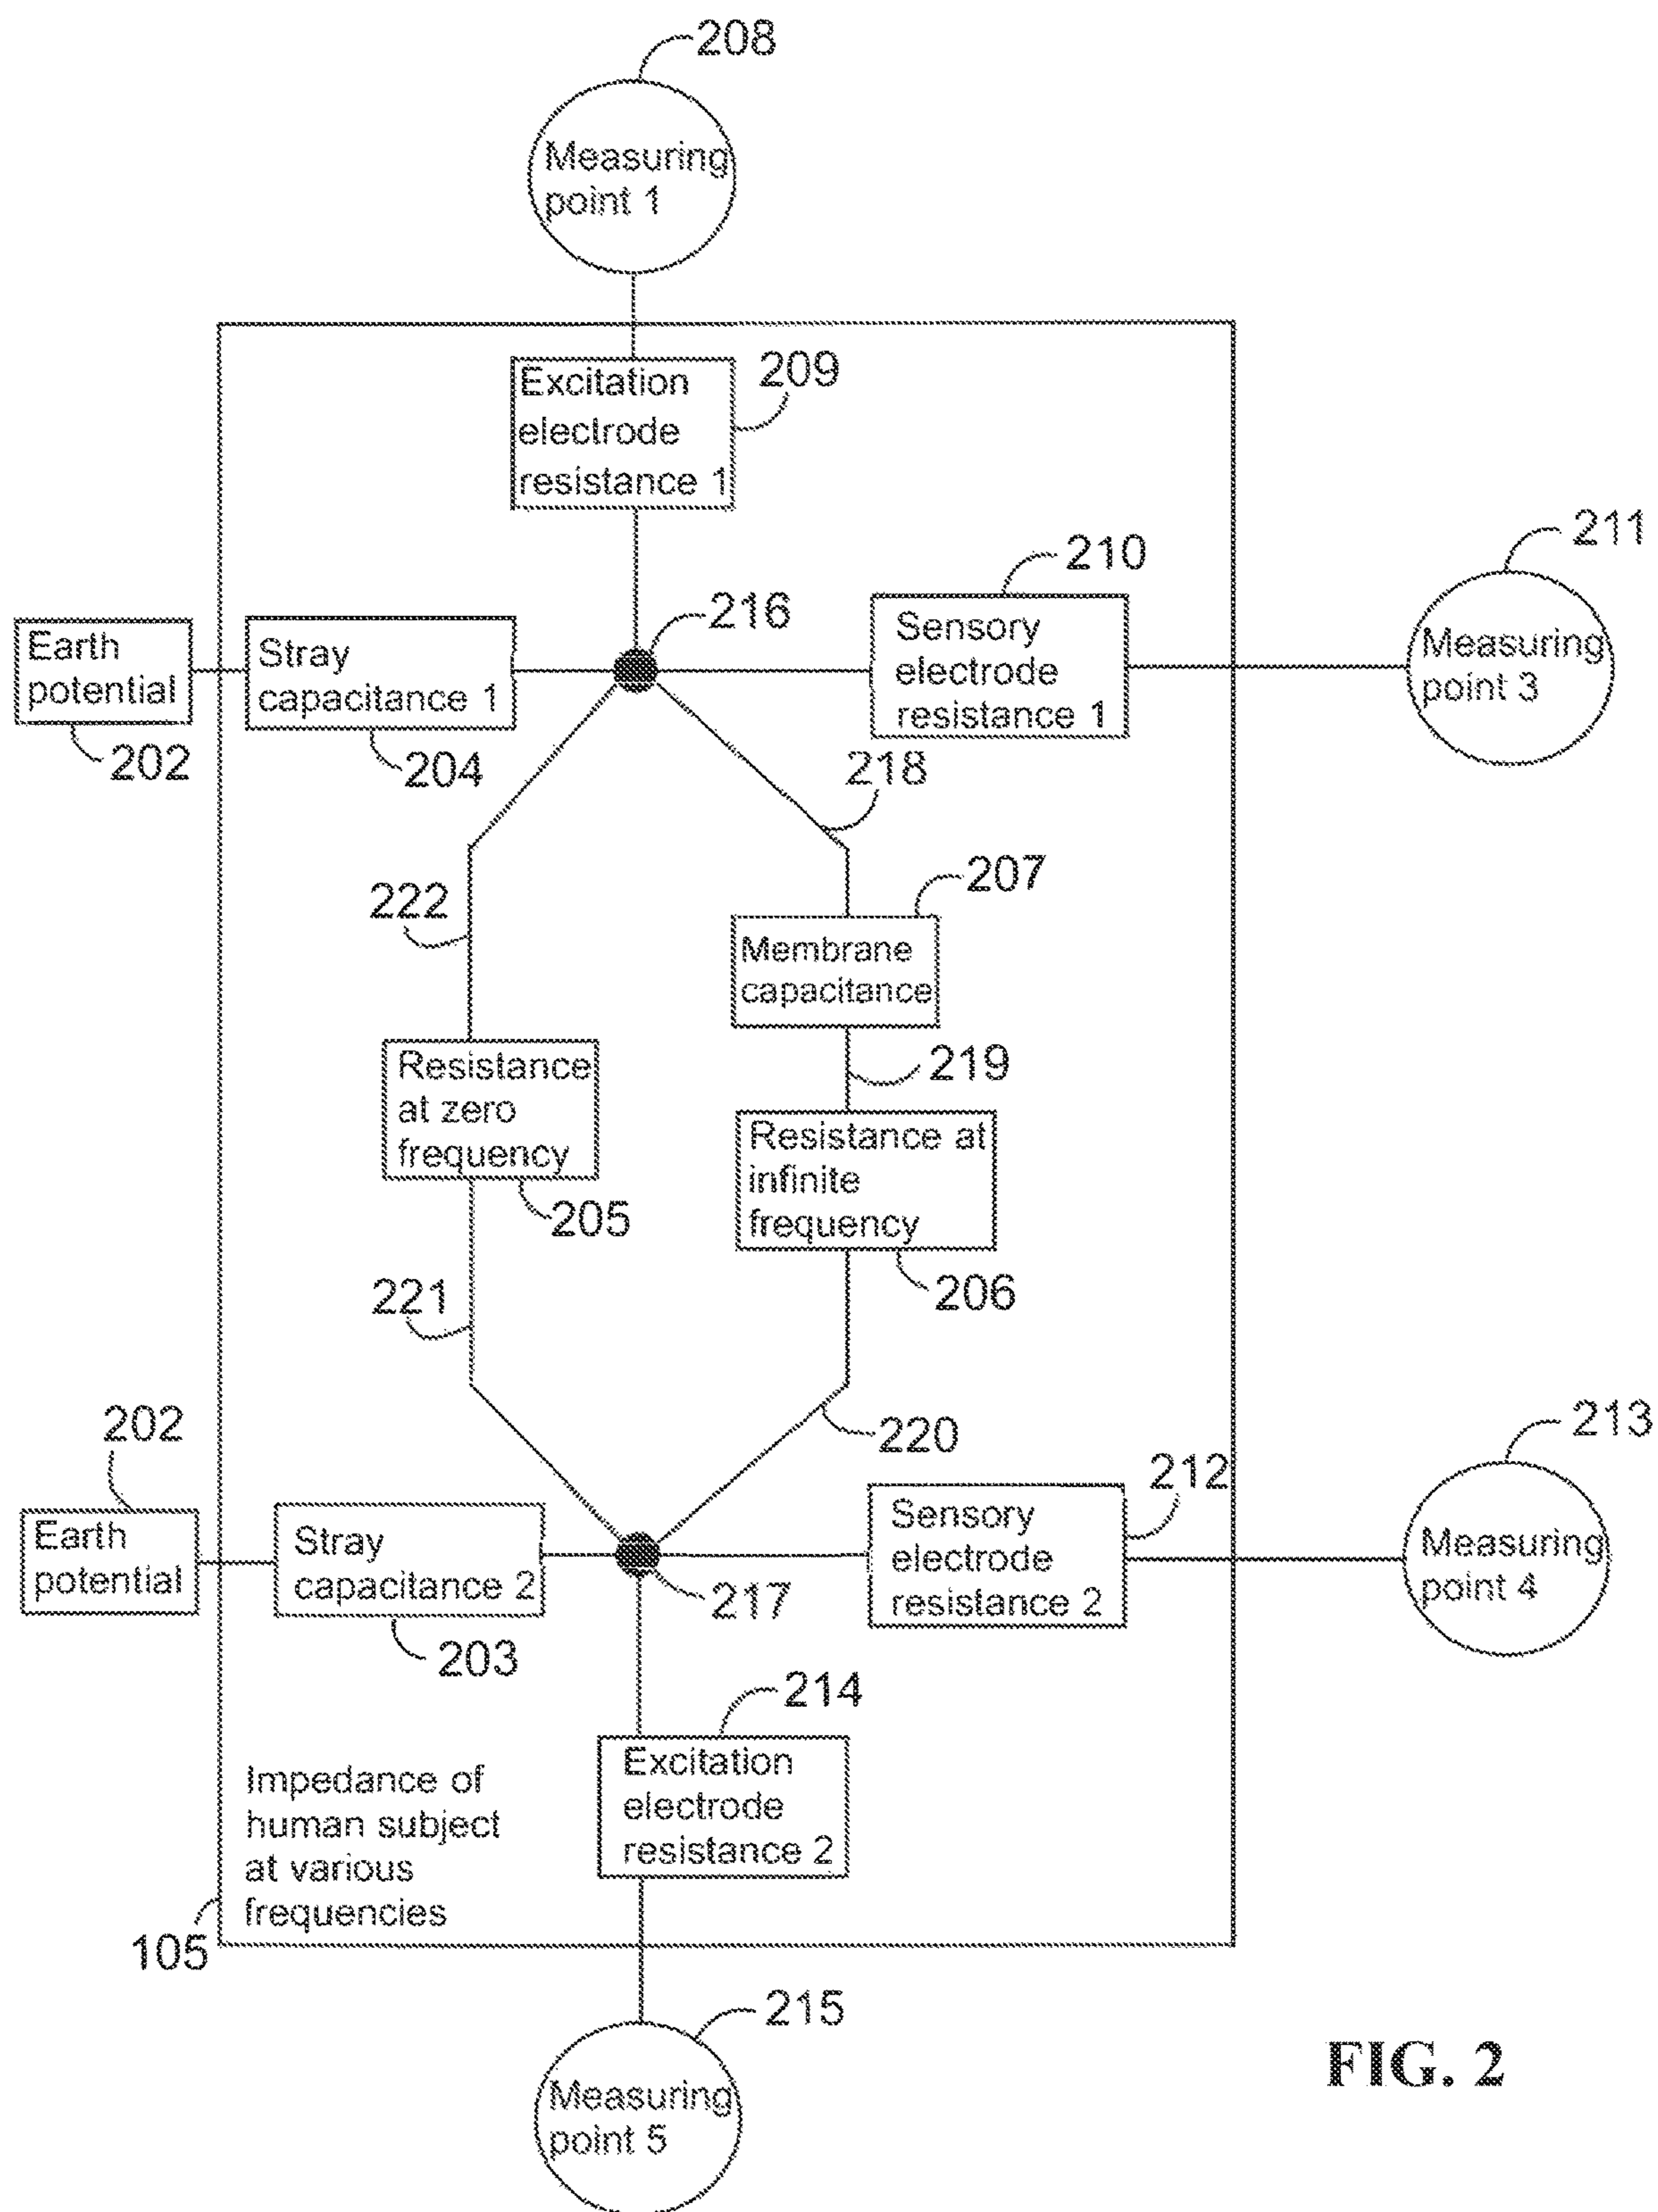 208
Measuring
point 1
Excitation
electrode
resistance 1
209
211
210
216
Earth
potential
Stray
capacitance 1
Sensory
electrode
resistance 1
Measuring
point 3
202
204
218
222
207
Membrane
capacitance
219
Resistance
at zero
frequency
Resistance at
infinite
frequency
205
206
221
202
220
213
212
Earth
potential
Stray
capacitance 2
Sensory
electrode
resistance 2
Measuring
point 4
217
203
214
Excitation
electrode
resistance 2
Impedance of
human subject
at various
frequencies
105
215
Measuring
point 5
FIG. 2